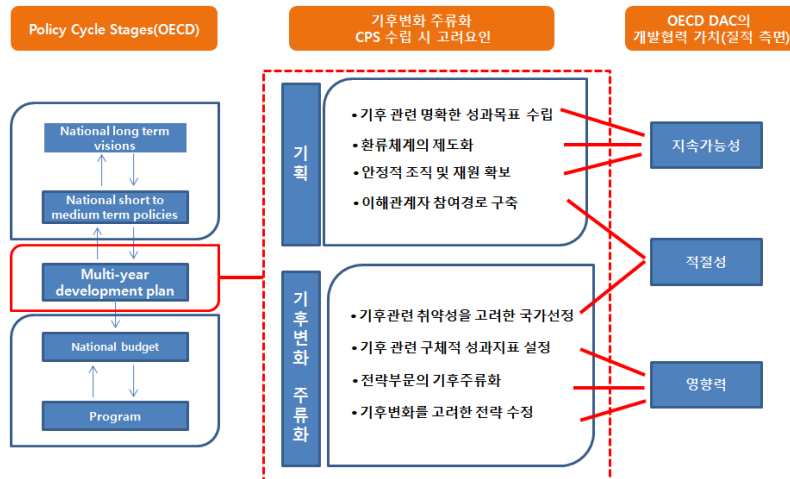 Policy Cycle Stages(OECD)
기후변화 주류화
CPS 수립 시 고려요인
OECD DAC의
개발협력 가치(질적 측면)
National long term
visions
National short to
medium term policies
Multi-year
development plan
National budget
Program
기획
• 기후 관련 명확한 성과목표 수립
• 환류체계의 제도화
• 안정적 조직 및 재원 확보
• 이해관계자 참여경로 구축
기후변화 주류화
• 기후관련 취약성을 고려한 국가선정
• 기후 관련 구체적 성과지표 설정
• 전략부문의 기후주류화
• 기후변화를 고려한 전략 수정
지속가능성
적절성
영향력